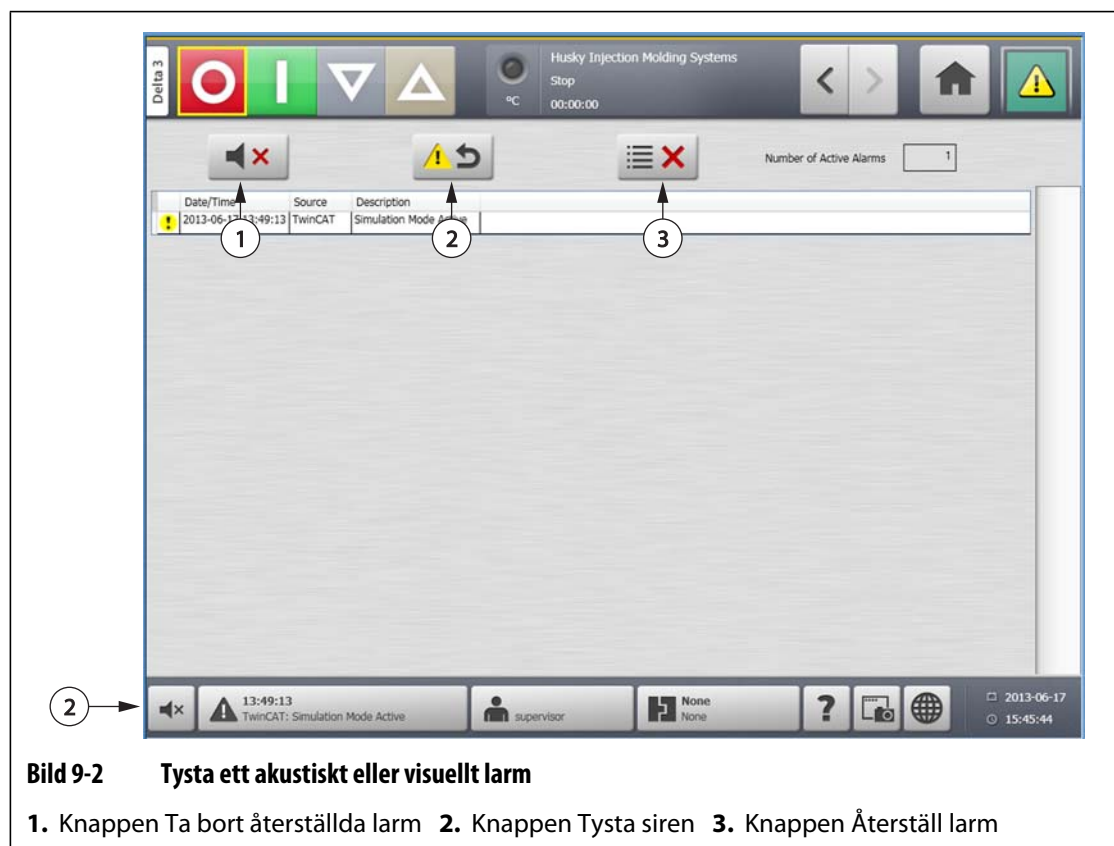 Delta 3
Husky Injection Molding Systems
Stop
°C
00:00:00
Number of Active Alarms 1
Date/Time Source Description
2013-06-17 13:49:13 TwinCAT Simulation Mode Active
1
2
3
2
13:49:13
TwinCAT: Simulation Mode Active
supervisor
None
None
?
2013-06-17
15:45:44
Bild 9-2 Tysta ett akustiskt eller visuellt larm
1. Knappen Ta bort återställda larm 2. Knappen Tysta siren 3. Knappen Återställ larm